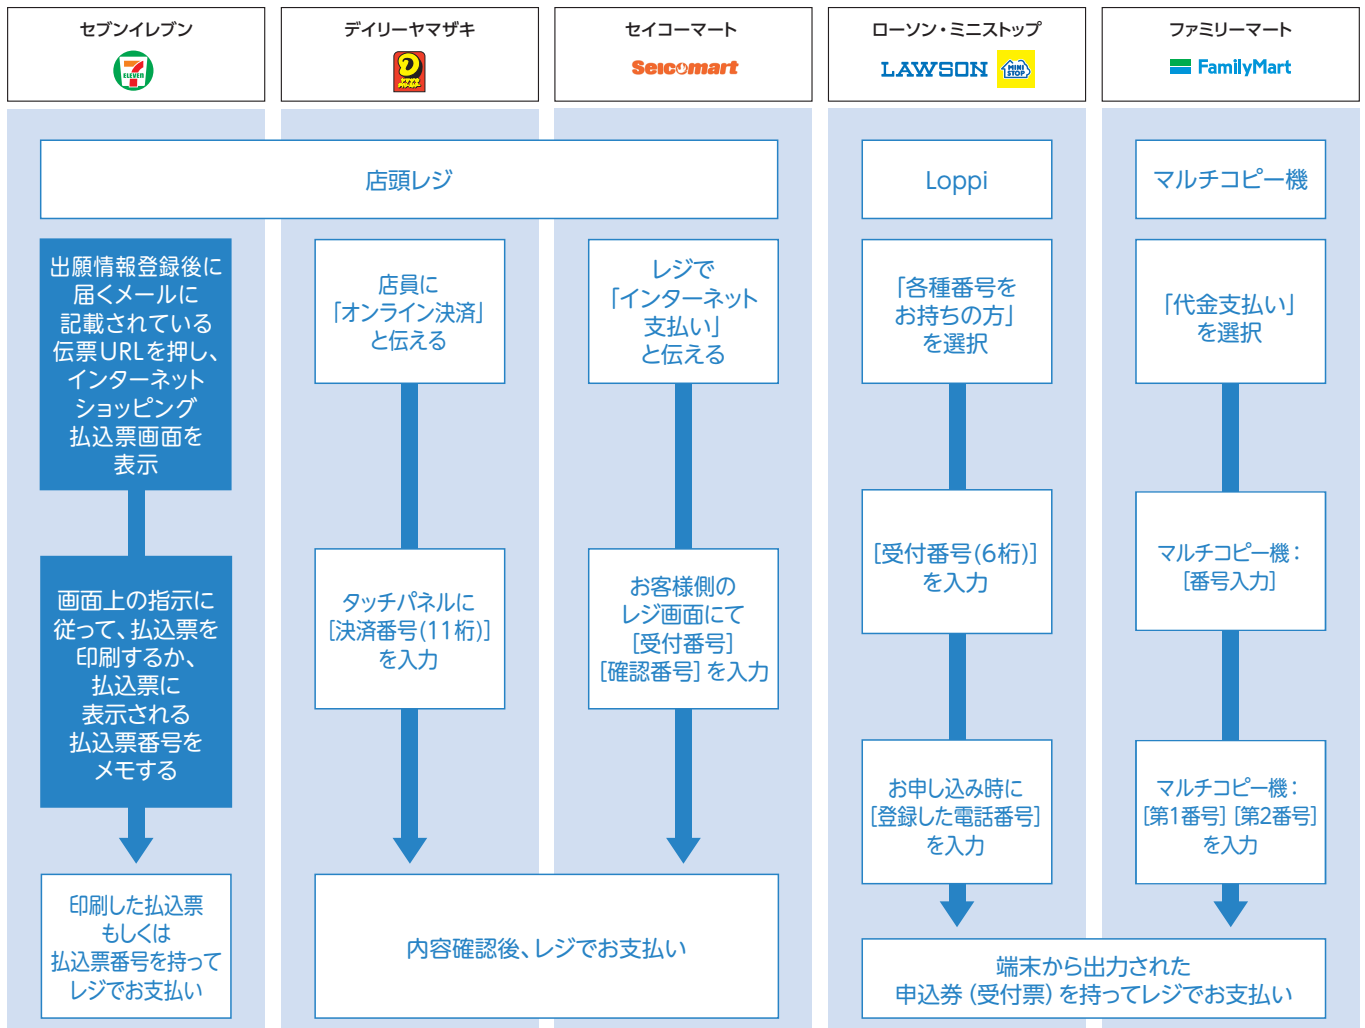 セブンイレブン
ELEVEN
デイリーヤマザキ
セイコーマート
Seicomart
ローソン・ミニストップ
LAWSON
MINI
STOP
ファミリーマート
FamilyMart
店頭レジ
Loppi
マルチコピー機
出願情報登録後に
届くメールに
記載されている
伝票URLを押し、
インターネット
ショッピング
払込票画面を
表示
画面上の指示に
従って、払込票を
印刷するか、
払込票に
表示される
払込票番号を
メモする
印刷した払込票
もしくは
払込票番号を持って
レジでお支払い
店員に
「オンライン決済」
と伝える
タッチパネルに
[決済番号(11桁)]
を入力
レジで
「インターネット
支払い」
と伝える
お客様側の
レジ画面にて
[受付番号]
[確認番号]を入力
内容確認後、レジでお支払い
「各種番号を
お持ちの方」
を選択
[受付番号(6桁)]
を入力
お申し込み時に
[登録した電話番号]
を入力
「代金支払い」
を選択
マルチコピー機：
[番号入力]
マルチコピー機：
[第1番号] [第2番号]
を入力
端末から出力された
申込券（受付票）を持ってレジでお支払い